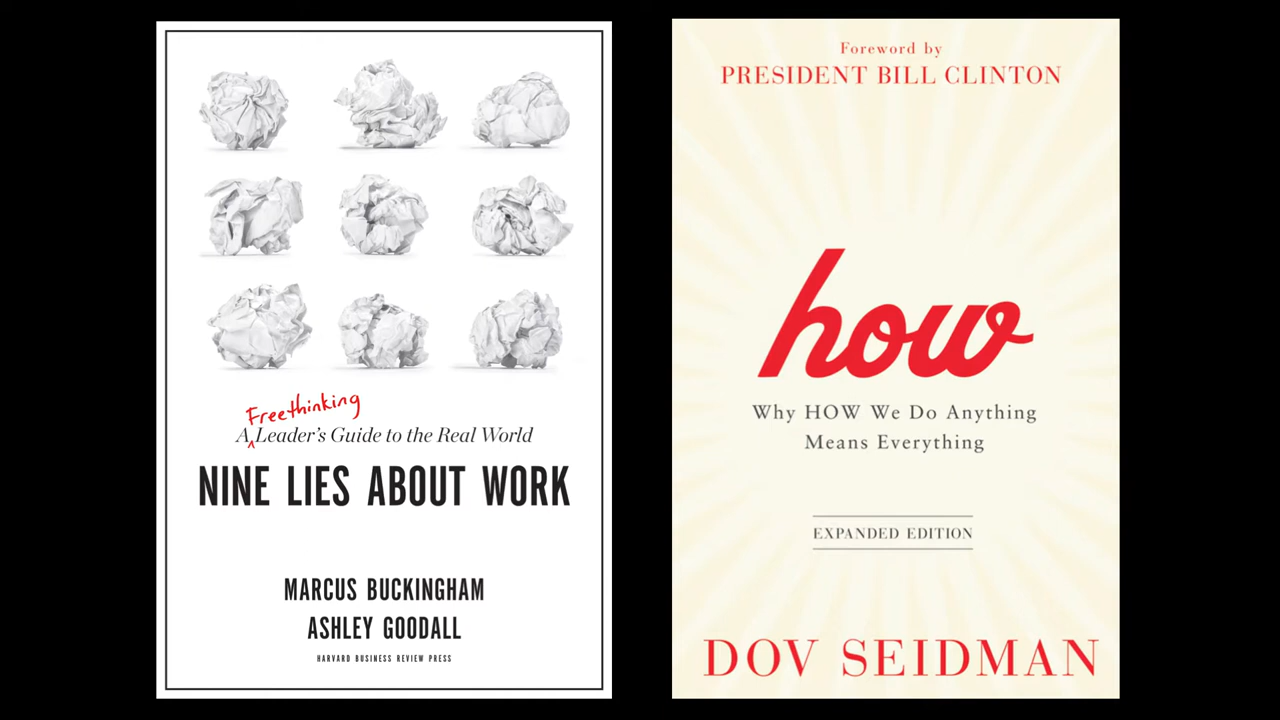 Freethinking
A Leader's Guide to the Real World
NINE LIES ABOUT WORK
MARCUS BUCKINGHAM
ASHLEY GOODALL
HARVARD BUSINESS REVIEW PRESS
Foreword by
PRESIDENT BILL CLINTON
how
Why HOW We Do Anything
Means Everything
EXPANDED EDITION
DOV SEIDMAN